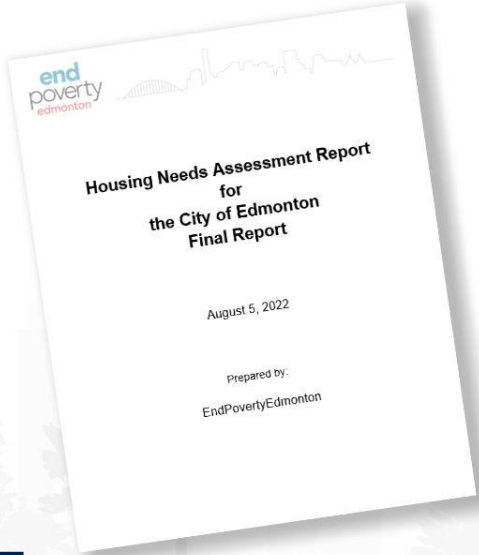 end
poverty
edmonton
Housing Needs Assessment Report
for
the City of Edmonton
Final Report
August 5, 2022
Prepared by:
EndPovertyEdmonton